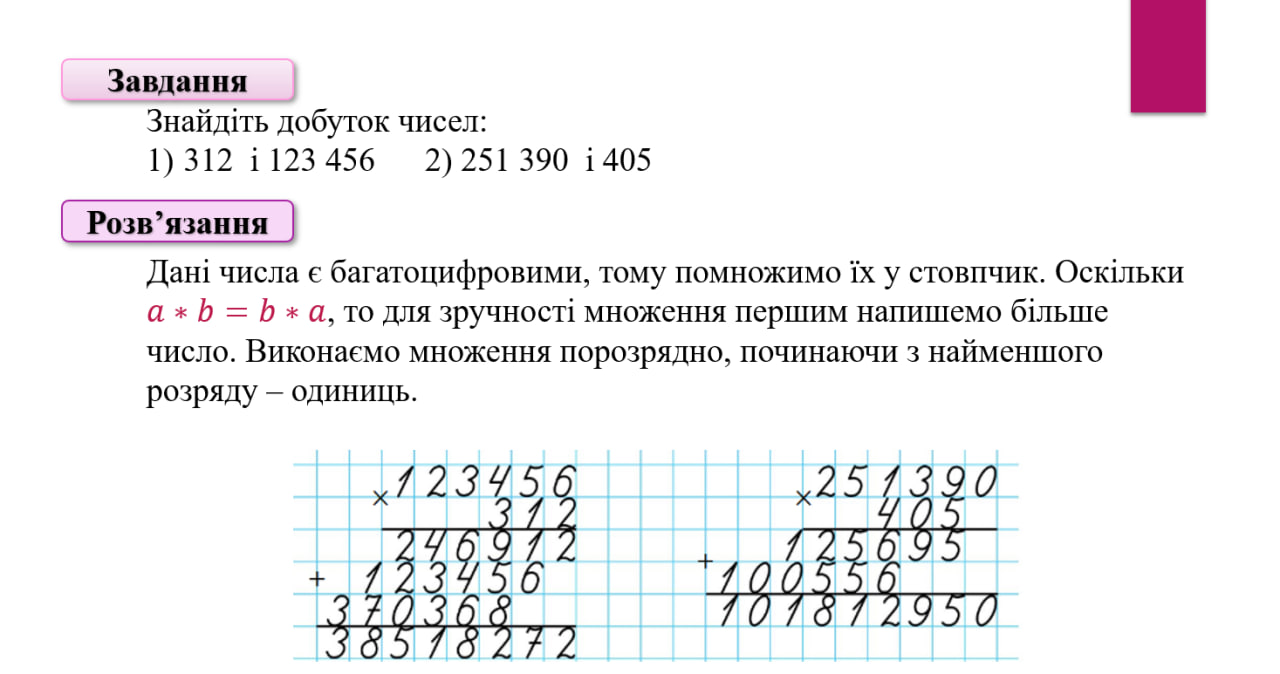 Завдання
Знайдіть добуток чисел:
1) 312 і 123 456 2) 251 390 і 405
Розв’язання
Дані числа є багатоцифровими, тому помножимо їх у стовпчик. Оскільки
a * b = b * a, то для зручності множення першим напишемо більше
число. Виконаємо множення порозрядно, починаючи з найменшого
розряду – одиниць.
×123456
312
246912
+ 123456
370368
38518272
×251390
405
125695
+100556
101812950